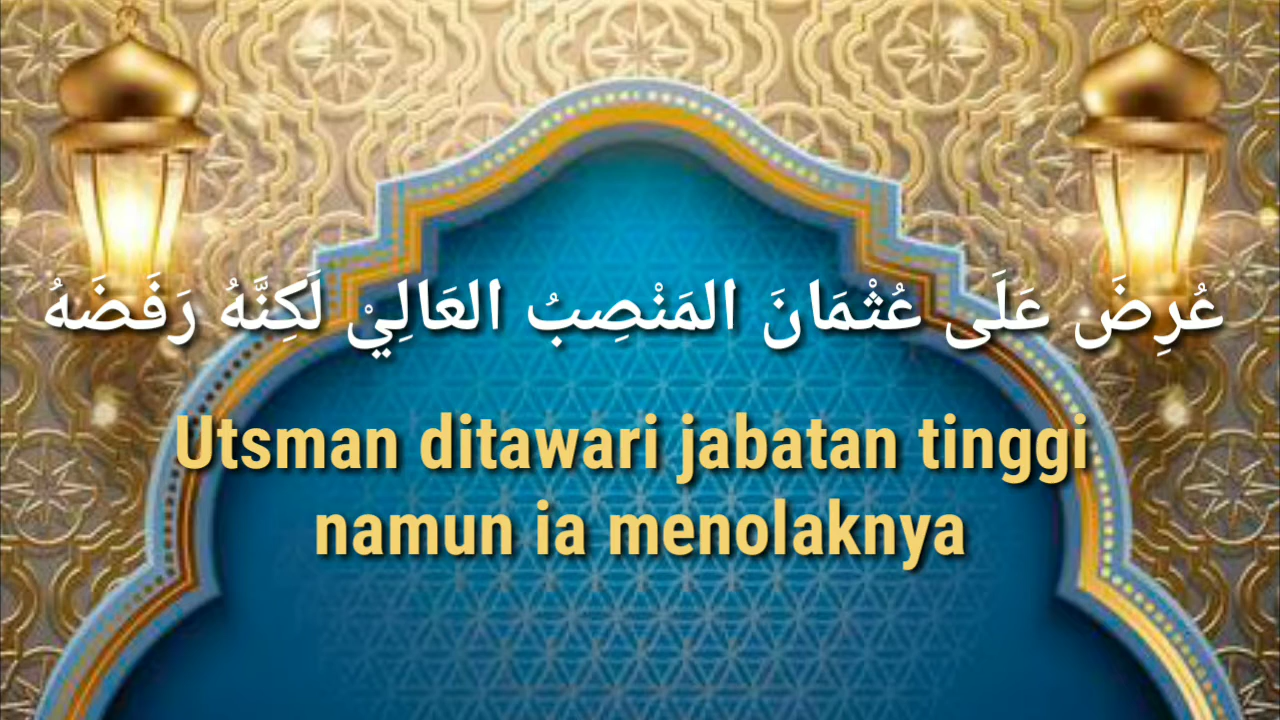 عُرِضَ عَلَى عُثْمَانَ المَنْصِبُ العَالِيْ لَكِنَّهُ رَفَضَهُ
Utsman ditawari jabatan tinggi
namun ia menolaknya